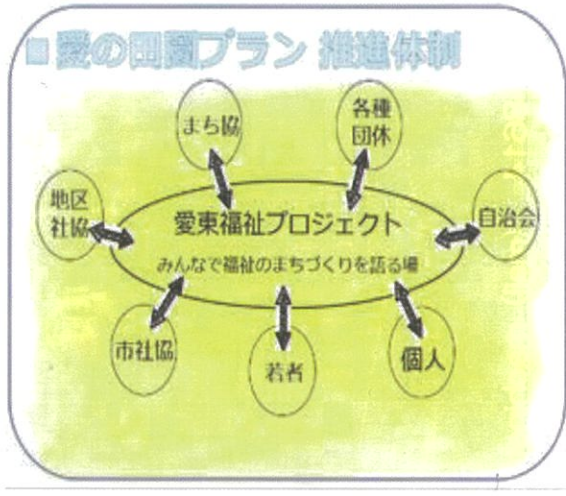 ■愛の田園プラン 推進体制
まち協
各種
団体
地区
社協
愛東福祉プロジェクト
自治会
みんなで福祉のまちづくりを語る場
市社協
若者
個人